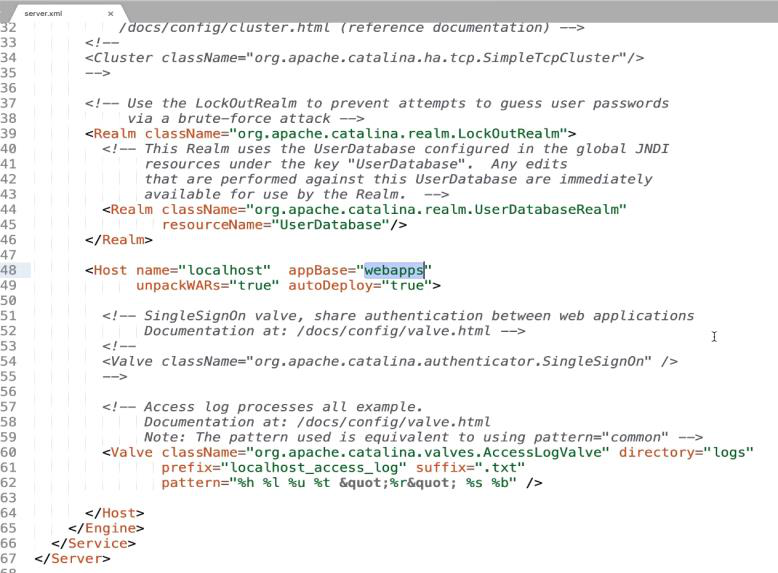 server.xml ×
32 /docs/config/cluster.html (reference documentation) -->
33 <!--
34 <Cluster className="org.apache.catalina.ha.tcp.SimpleTcpCluster"/>
35 -->
36
37 <!-- Use the LockOutRealm to prevent attempts to guess user passwords
38 via a brute-force attack -->
39 <Realm className="org.apache.catalina.realm.LockOutRealm">
40 <!-- This Realm uses the UserDatabase configured in the global JNDI
41 resources under the key "UserDatabase".  Any edits
42 that are performed against this UserDatabase are immediately
43 available for use by the Realm.  -->
44 <Realm className="org.apache.catalina.realm.UserDatabaseRealm"
45 resourceName="UserDatabase"/>
46 </Realm>
47
48 <Host name="localhost"  appBase="webapps"
49 unpackWARs="true" autoDeploy="true">
50
51 <!-- SingleSignOn valve, share authentication between web applications
52 Documentation at: /docs/config/valve.html -->
53 <!--
54 <Valve className="org.apache.catalina.authenticator.SingleSignOn" />
55 -->
56
57 <!-- Access log processes all example.
58 Documentation at: /docs/config/valve.html
59 Note: The pattern used is equivalent to using pattern="common" -->
60 <Valve className="org.apache.catalina.valves.AccessLogValve" directory="logs"
61 prefix="localhost_access_log" suffix=".txt"
62 pattern="%h %l %u %t &quot;%r&quot; %s %b" />
63
64 </Host>
65 </Engine>
66 </Service>
67 </Server>
68